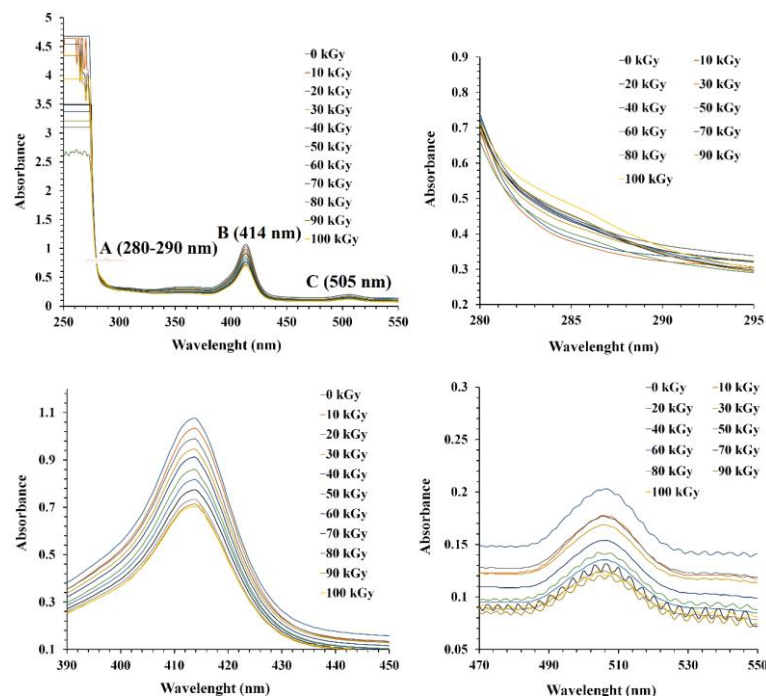 5
4.5
4
3.5
3
2.5
2
1.5
1
0.5
0
Absorbance
0 kGy
10 kGy
20 kGy
30 kGy
40 kGy
50 kGy
60 kGy
70 kGy
80 kGy
90 kGy
100 kGy
A (280-290 nm)
B (414 nm)
C (505 nm)
250 300 350 400 450 500 550
Wavelenght (nm)
0.9
0.8
0.7
0.6
0.5
0.4
0.3
0.2
Absorbance
0 kGy 10 kGy
20 kGy 30 kGy
40 kGy 50 kGy
60 kGy 70 kGy
80 kGy 90 kGy
100 kGy
280 285 290 295
Wavelenght (nm)
1.1
0.9
0.7
0.5
0.3
0.1
Absorbance
0 kGy
10 kGy
20 kGy
30 kGy
40 kGy
50 kGy
60 kGy
70 kGy
80 kGy
90 kGy
100 kGy
390 400 410 420 430 440 450
Wavelenght (nm)
0.3
0.25
0.2
0.15
0.1
0.05
Absorbance
0 kGy 10 kGy
20 kGy 30 kGy
40 kGy 50 kGy
60 kGy 70 kGy
80 kGy 90 kGy
100 kGy
470 490 510 530 550
Wavelenght (nm)